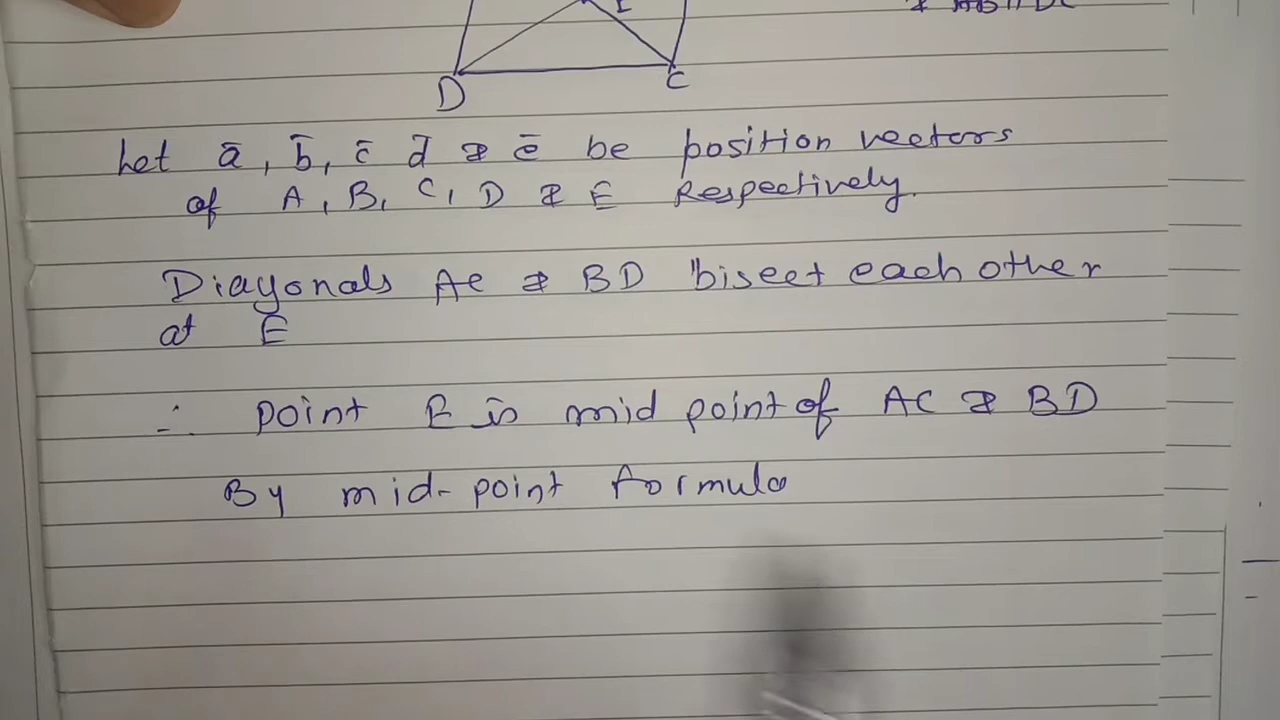 D
C
Let ā, b̄, c̄ d̄ & ē be position vectors
of A, B, C, D & E Respectively.
Diagonals AC & BD bisect each other
at E
∴ point E is mid point of AC & BD
By mid-point formula